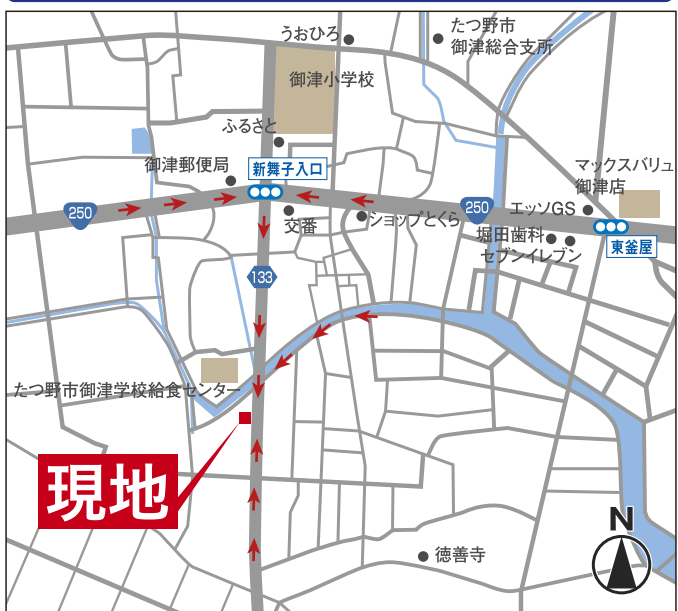 うおひろ
たつ野市
御津総合支所
御津小学校
ふるさと
御津郵便局
新舞子入口
マックスバリュ
御津店
250
250
エッソGS
交番
ショップとくら
堀田歯科
セブンイレブン
東釜屋
133
たつ野市御津学校給食センター
現地
N
徳善寺